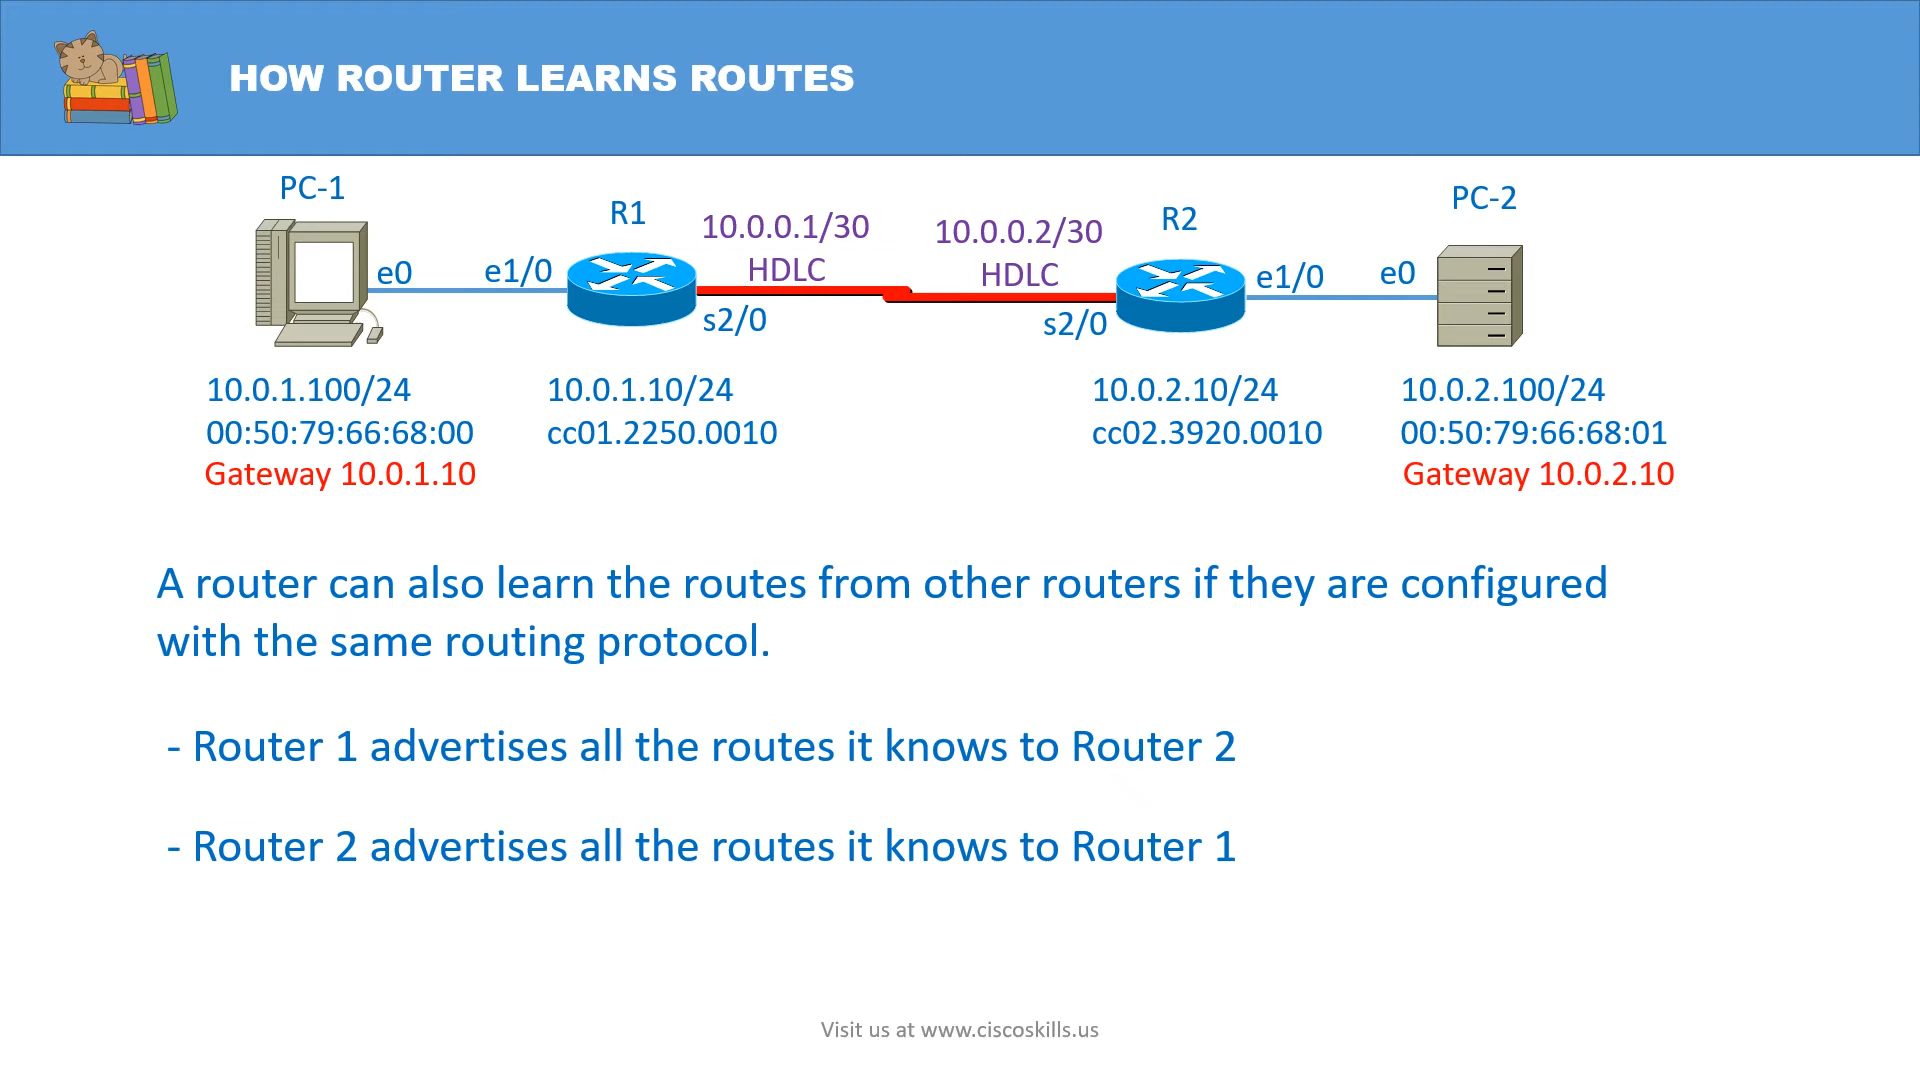 HOW ROUTER LEARNS ROUTES
PC-1
R1
10.0.0.1/30
HDLC
10.0.0.2/30
HDLC
R2
PC-2
e0
e1/0
s2/0
s2/0
e1/0
e0
10.0.1.100/24
00:50:79:66:68:00
Gateway 10.0.1.10
10.0.1.10/24
cc01.2250.0010
10.0.2.10/24
cc02.3920.0010
10.0.2.100/24
00:50:79:66:68:01
Gateway 10.0.2.10
A router can also learn the routes from other routers if they are configured
with the same routing protocol.
- Router 1 advertises all the routes it knows to Router 2
- Router 2 advertises all the routes it knows to Router 1
Visit us at www.ciscoskills.us